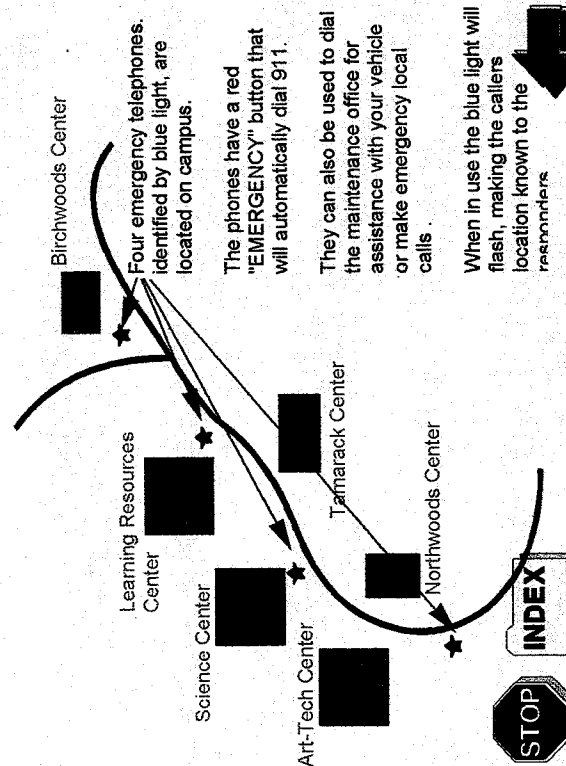 Birchwoods Center
Four emergency telephones.
identified by blue light, are
located on campus.
The phones have a red
"EMERGENCY" button that
will automatically dial 911.
They can also be used to dial
the maintenance office for
assistance with your vehicle
or make emergency local
calls .
When in use the blue light will
flash, making the callers
location known to the
responders
Learning Resources
Center
Science Center
Tamarack Center
Art-Tech Center
Northwoods Center
STOP
INDEX